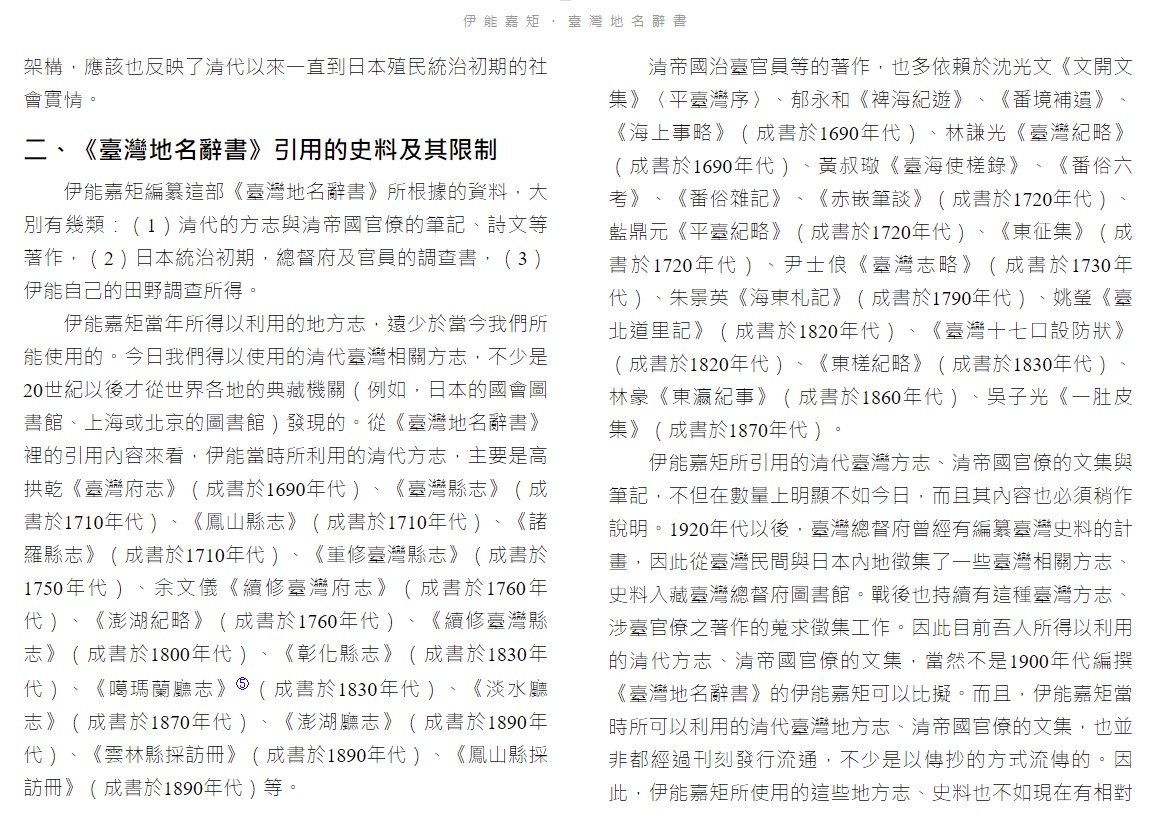 伊能嘉矩．臺灣地名辭書
架構，應該也反映了清代以來一直到日本殖民統治初期的社
會實情。
二、《臺灣地名辭書》引用的史料及其限制
伊能嘉矩編纂這部《臺灣地名辭書》所根據的資料，大
別有幾類：（1）清代的方志與清帝國官僚的筆記、詩文等
著作，（2）日本統治初期，總督府及官員的調查書，（3）
伊能自己的田野調查所得。
伊能嘉矩當年所得以利用的地方志，遠少於當今我們所
能使用的。今日我們得以使用的清代臺灣相關方志，不少是
20世紀以後才從世界各地的典藏機關（例如，日本的國會圖
書館、上海或北京的圖書館）發現的。從《臺灣地名辭書》
裡的引用內容來看，伊能當時所利用的清代方志，主要是高
拱乾《臺灣府志》（成書於1690年代）、《臺灣縣志》（成
書於1710年代）、《鳳山縣志》（成書於1710年代）、《諸
羅縣志》（成書於1710年代）、《重修臺灣縣志》（成書於
1750年代）、余文儀《續修臺灣府志》（成書於1760年
代）、《澎湖紀略》（成書於1760年代）、《續修臺灣縣
志》（成書於1800年代）、《彰化縣志》（成書於1830年
代）、《噶瑪蘭廳志》⑤（成書於1830年代）、《淡水廳
志》（成書於1870年代）、《澎湖廳志》（成書於1890年
代）、《雲林縣採訪冊》（成書於1890年代）、《鳳山縣採
訪冊》（成書於1890年代）等。
清帝國治臺官員等的著作，也多依賴於沈光文《文開文
集》〈平臺灣序〉、郁永和《裨海紀遊》、《番境補遺》、
《海上事略》（成書於1690年代）、林謙光《臺灣紀略》
（成書於1690年代）、黃叔璥《臺海使槎錄》、《番俗六
考》、《番俗雜記》、《赤嵌筆談》（成書於1720年代）、
藍鼎元《平臺紀略》（成書於1720年代）、《東征集》（成
書於1720年代）、尹士俍《臺灣志略》（成書於1730年
代）、朱景英《海東札記》（成書於1790年代）、姚瑩《臺
北道里記》（成書於1820年代）、《臺灣十七口設防狀》
（成書於1820年代）、《東槎紀略》（成書於1830年代）、
林豪《東瀛紀事》（成書於1860年代）、吳子光《一肚皮
集》（成書於1870年代）。
伊能嘉矩所引用的清代臺灣方志、清帝國官僚的文集與
筆記，不但在數量上明顯不如今日，而且其內容也必須稍作
說明。1920年代以後，臺灣總督府曾經有編纂臺灣史料的計
畫，因此從臺灣民間與日本內地徵集了一些臺灣相關方志、
史料入藏臺灣總督府圖書館。戰後也持續有這種臺灣方志、
涉臺官僚之著作的蒐求徵集工作。因此目前吾人所得以利用
的清代方志、清帝國官僚的文集，當然不是1900年代編撰
《臺灣地名辭書》的伊能嘉矩可以比擬。而且，伊能嘉矩當
時所可以利用的清代臺灣地方志、清帝國官僚的文集，也並
非都經過刊刻發行流通，不少是以傳抄的方式流傳的。因
此，伊能嘉矩所使用的這些地方志、史料也不如現在有相對